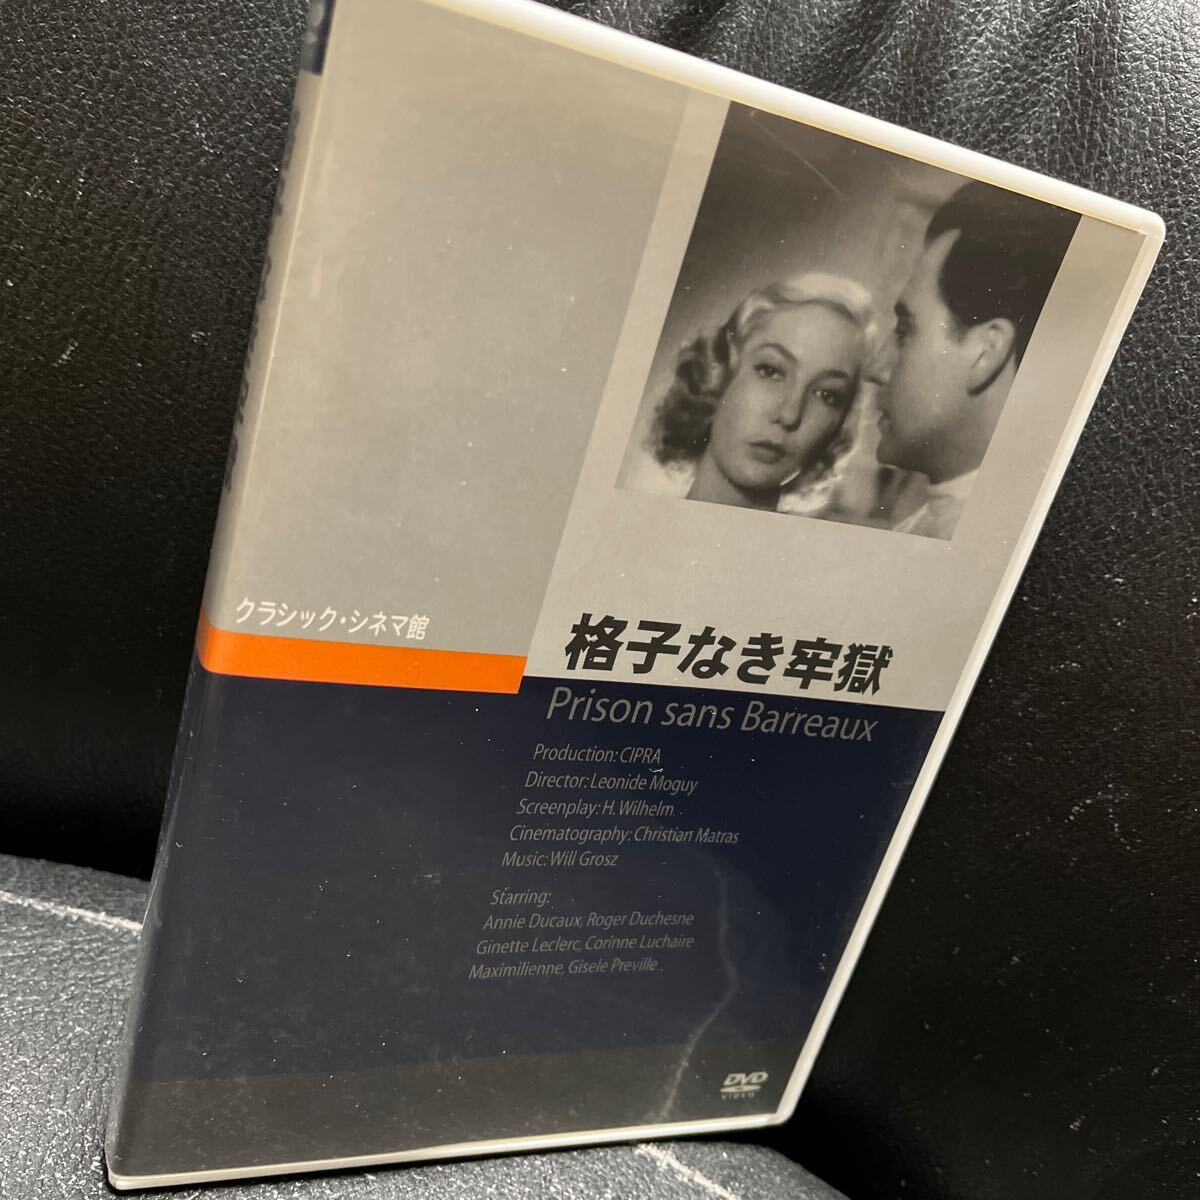 クラシック・シネマ館
格子なき牢獄
Prison sans Barreaux
Production: CIPRA
Director: Leonide Moguy
Screenplay: H. Wilhelm.
Cinematography: Christian Matras
Music: Will Grosz
Starring:
Annie Ducaux, Roger Duchesne
Ginette Leclerc, Corinne Luchaire
Maximilienne, Gisele Preville
DVD
VIDEO